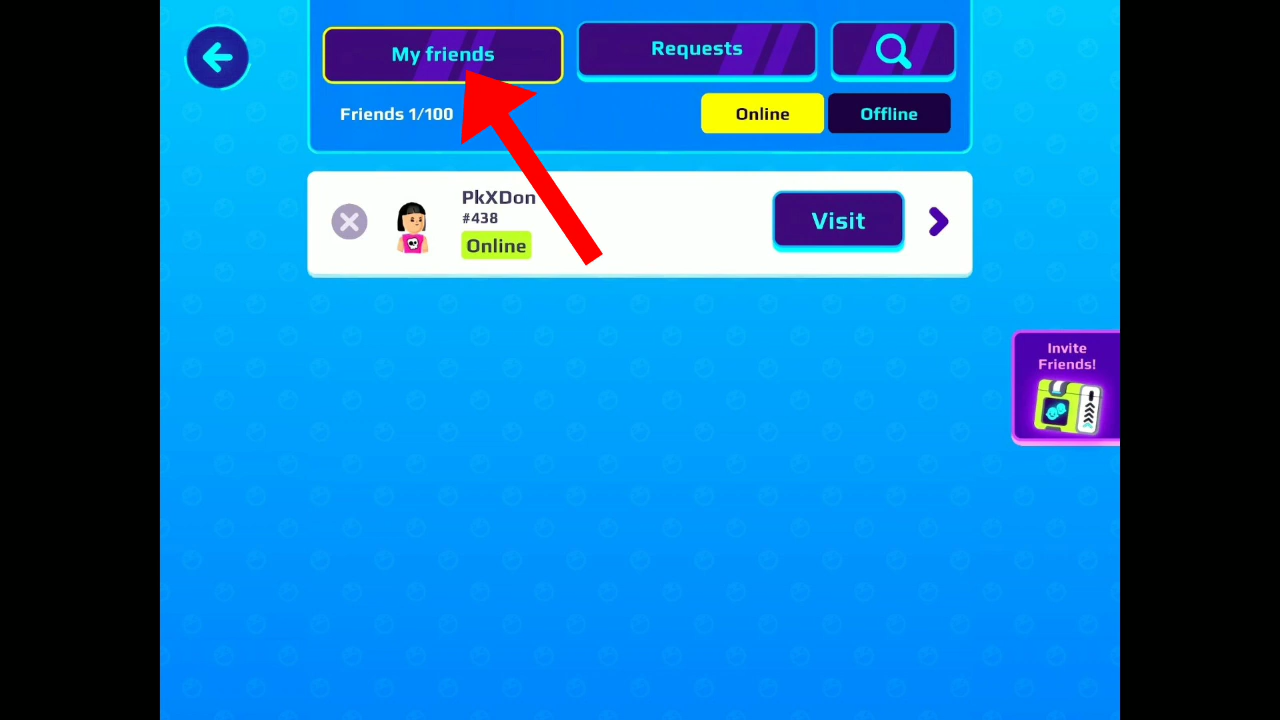 My friends
Requests
Friends 1/100
Online
Offline
PkXDon
#438
Online
Visit
Invite
Friends!